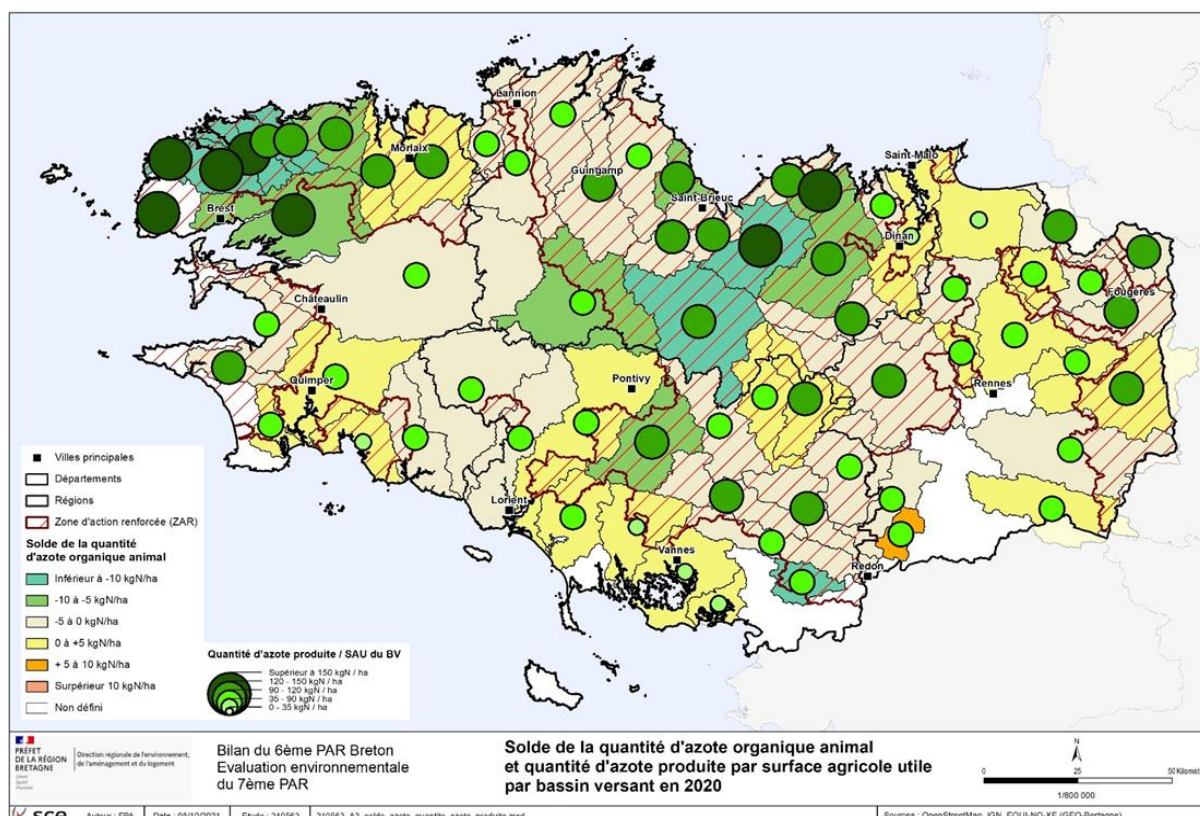 Lannion
Morlaix
Guingamp
Saint-Malo
Saint-Brieuc
Brest
Dinan
Châteaulin
Fougères
Quimper
Pontivy
Rennes
Lorient
Vannes
Redon
Villes principales
Départements
Régions
Zone d'action renforcée (ZAR)
Solde de la quantité
d'azote organique animal
Inférieur à -10 kgN/ha
-10 à -5 kgN/ha
-5 à 0 kgN/ha
0 à +5 kgN/ha
+ 5 à 10 kgN/ha
Surpérieur 10 kgN/ha
Non défini
Quantité d'azote produite / SAU du BV
Supérieur à 150 kgN / ha
120 - 150 kgN / ha
90 - 120 kgN / ha
35 - 90 kgN / ha
0 - 35 kgN / ha
PRÉFET
DE LA RÉGION
BRETAGNE
Direction régionale de l'environnement,
de l'aménagement et du logement
Bilan du 6ème PAR Breton
Evaluation environnementale
du 7ème PAR
Solde de la quantité d'azote organique animal
et quantité d'azote produite par surface agricole utile
par bassin versant en 2020
N
0 25 50 Kilomèt
1/800 000
sce